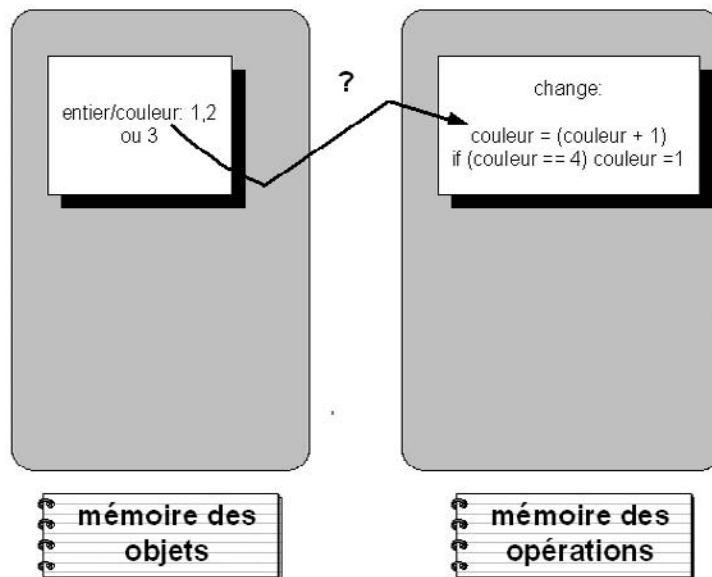 entier/couleur: 1,2
ou 3
?
change:
couleur = (couleur + 1)
if (couleur == 4) couleur =1
mémoire des
objets
mémoire des
opérations